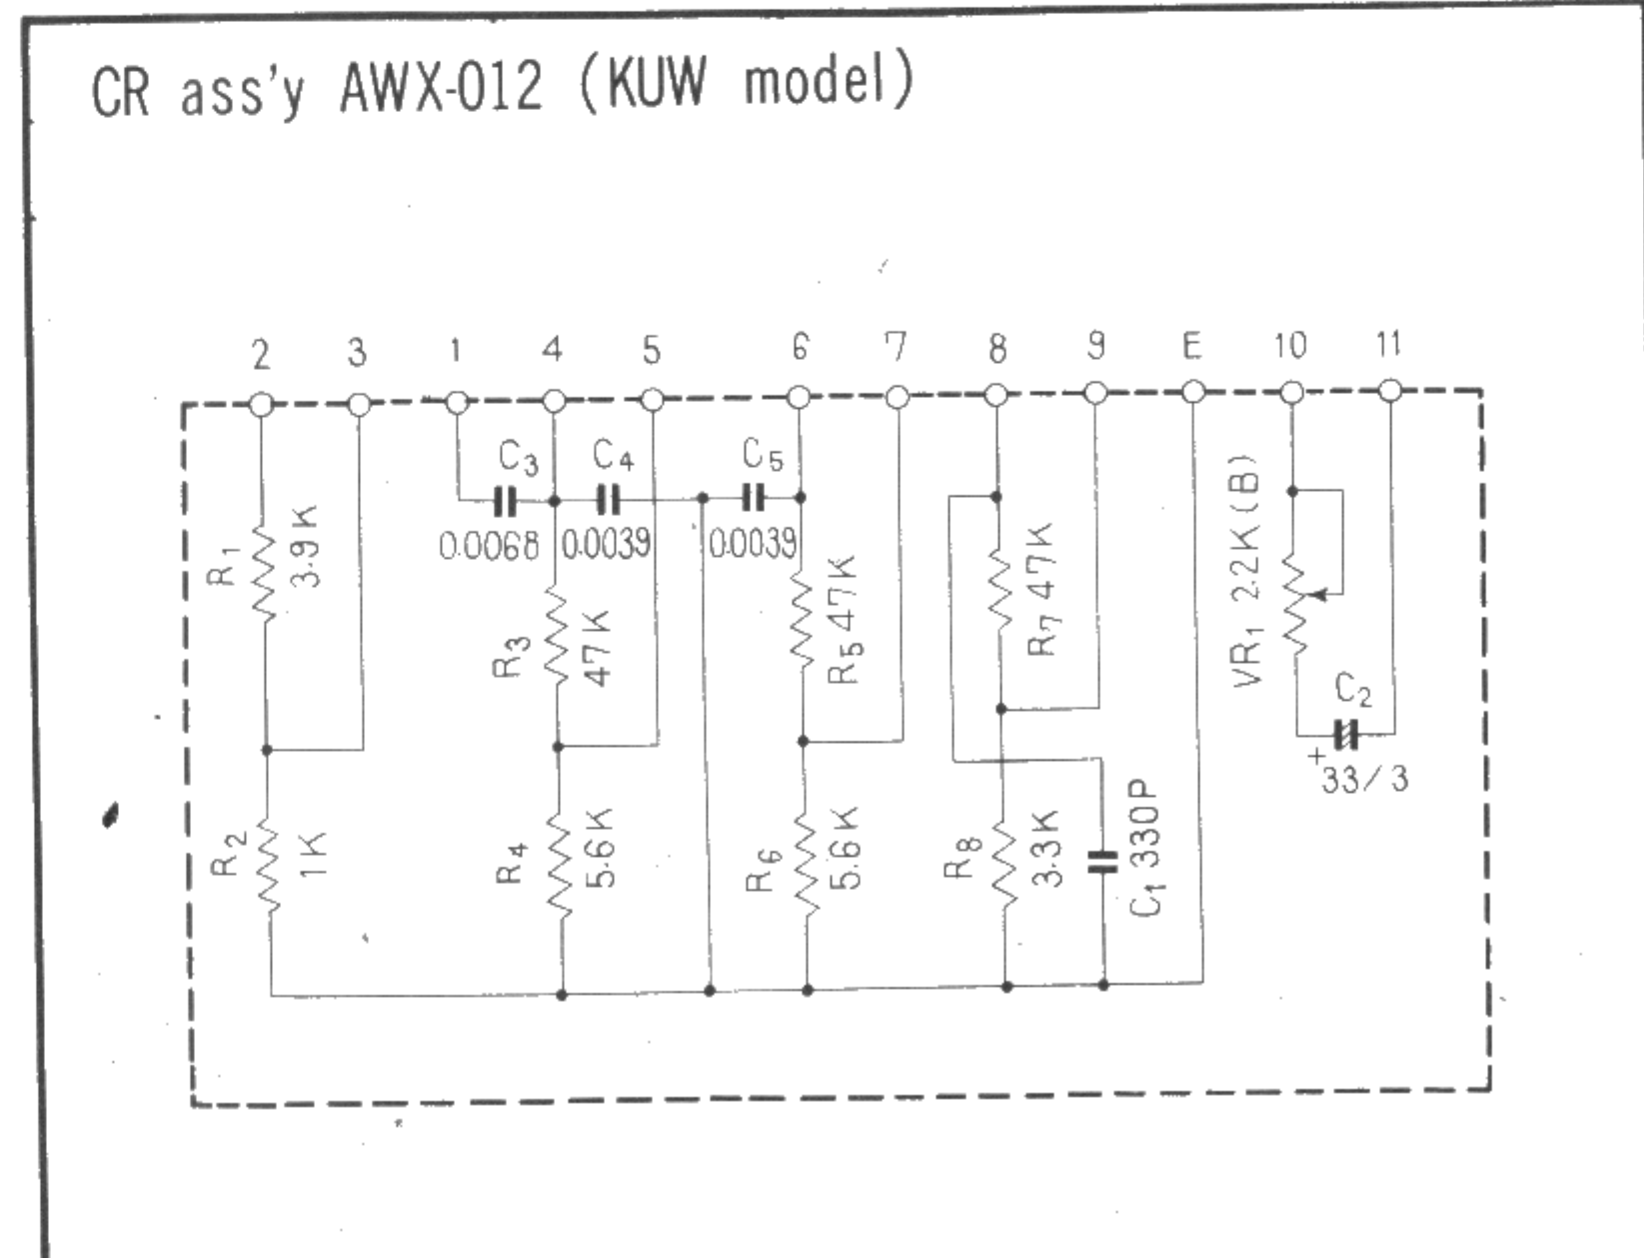 CR ass'y AWX-012 (KUW model)
2 3 1 4 5 6 7 8 9 E 10 11
C3 C4 C5
0.0068 0.0039 0.0039
R1 3.9K
R3 47K
R5 47K
R7 47K
VR1 2.2K(B)
C2
+33/3
R2 1K
R4 5.6K
R6 5.6K
R8 3.3K
C1 330P